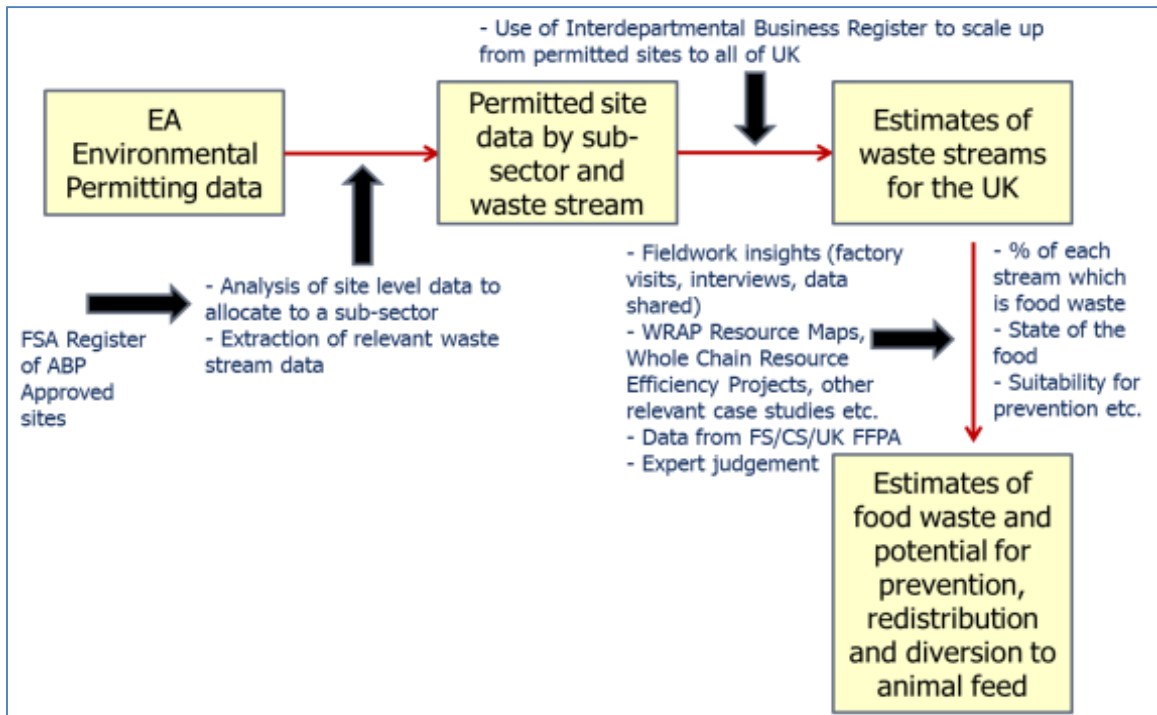 - Use of Interdepartmental Business Register to scale up
from permitted sites to all of UK
EA
Environmental
Permitting data
Permitted site
data by sub-
sector and
waste stream
Estimates of
waste streams
for the UK
FSA Register
of ABP
Approved
sites
- Analysis of site level data to
allocate to a sub-sector
- Extraction of relevant waste
stream data
- Fieldwork insights (factory
visits, interviews, data
shared)
- WRAP Resource Maps,
Whole Chain Resource
Efficiency Projects, other
relevant case studies etc.
- Data from FS/CS/UK FFPA
- Expert judgement
- % of each
stream which
is food waste
- State of the
food
- Suitability for
prevention etc.
Estimates of
food waste and
potential for
prevention,
redistribution
and diversion to
animal feed